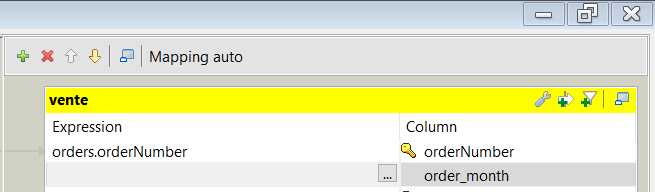 Mapping auto
vente
Expression Column
orders.orderNumber orderNumber
... order_month